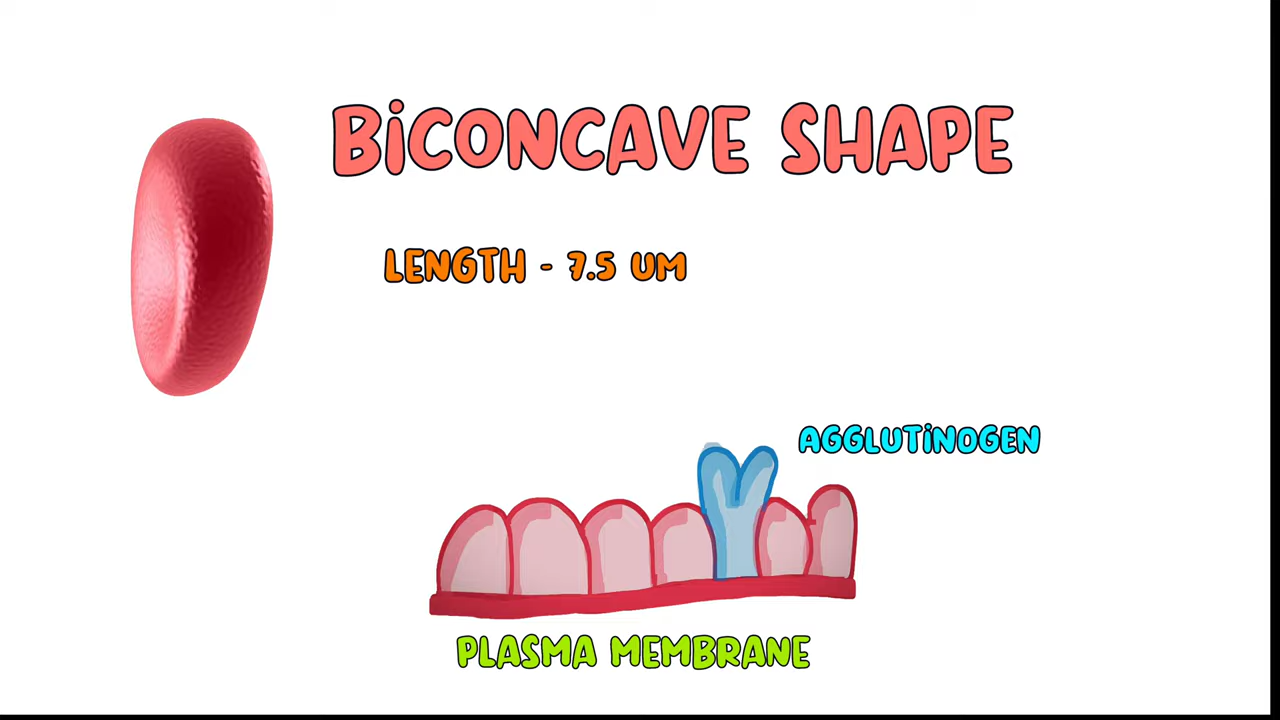 BiCONCAVE SHAPE
LENGTH - 7.5 UM
AGGLUTiNOGEN
PLASMA MEMBRANE